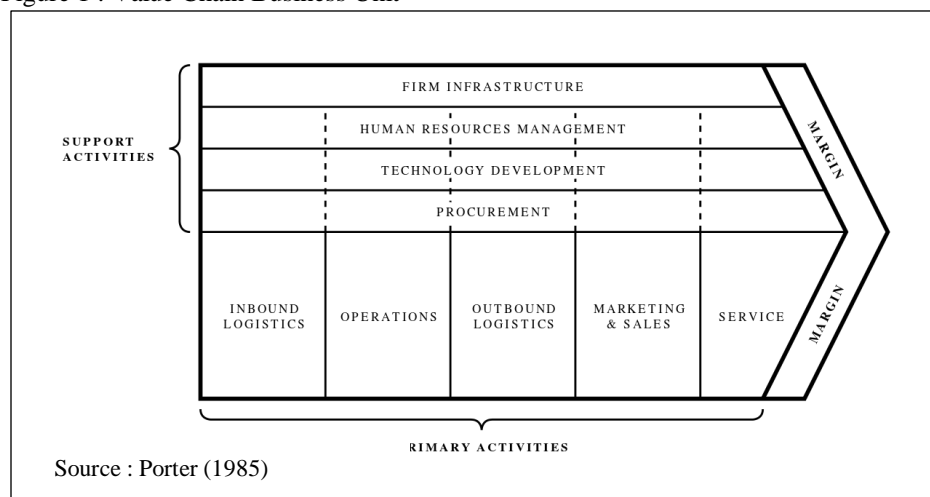 Figure 1 : Value Chain Business Unit
FIRM INFRASTRUCTURE
SUPPORT
ACTIVITIES
HUMAN RESOURCES MANAGEMENT
TECHNOLOGY DEVELOPMENT
PROCUREMENT
MARGIN
INBOUND
LOGISTICS
OPERATIONS
OUTBOUND
LOGISTICS
MARKETING
& SALES
SERVICE
MARGIN
RIMARY ACTIVITIES
Source : Porter (1985)